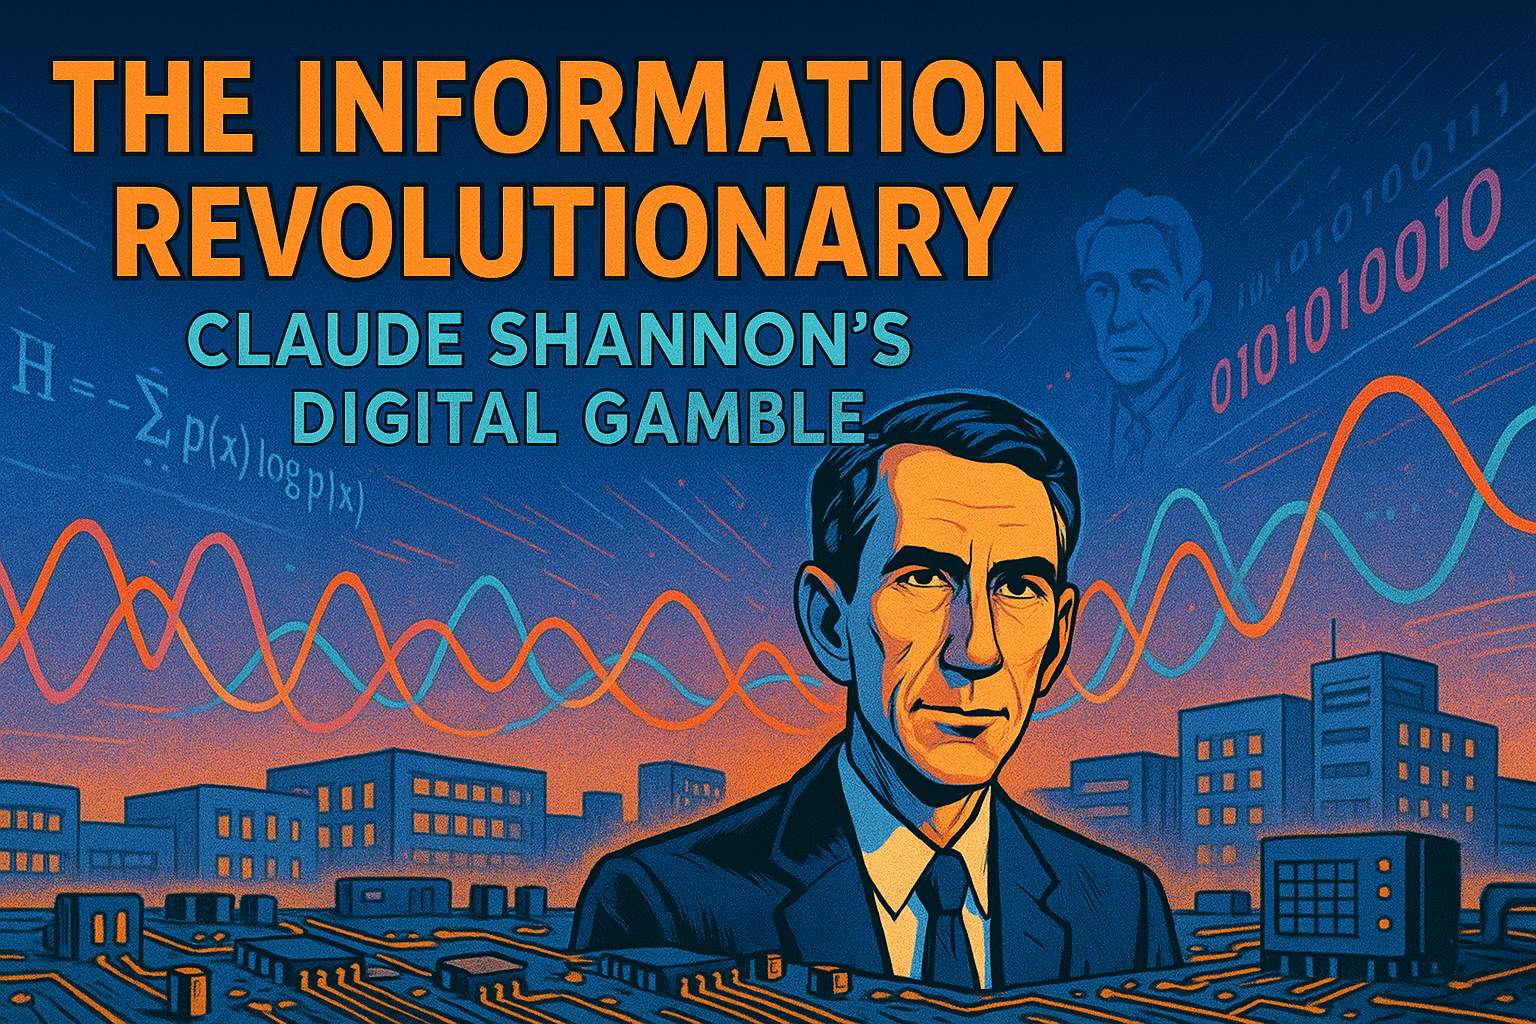 THE INFORMATION
REVOLUTIONARY
CLAUDE SHANNON'S
DIGITAL GAMBLE
H = -Σ p(x) log p(x)
0101010010